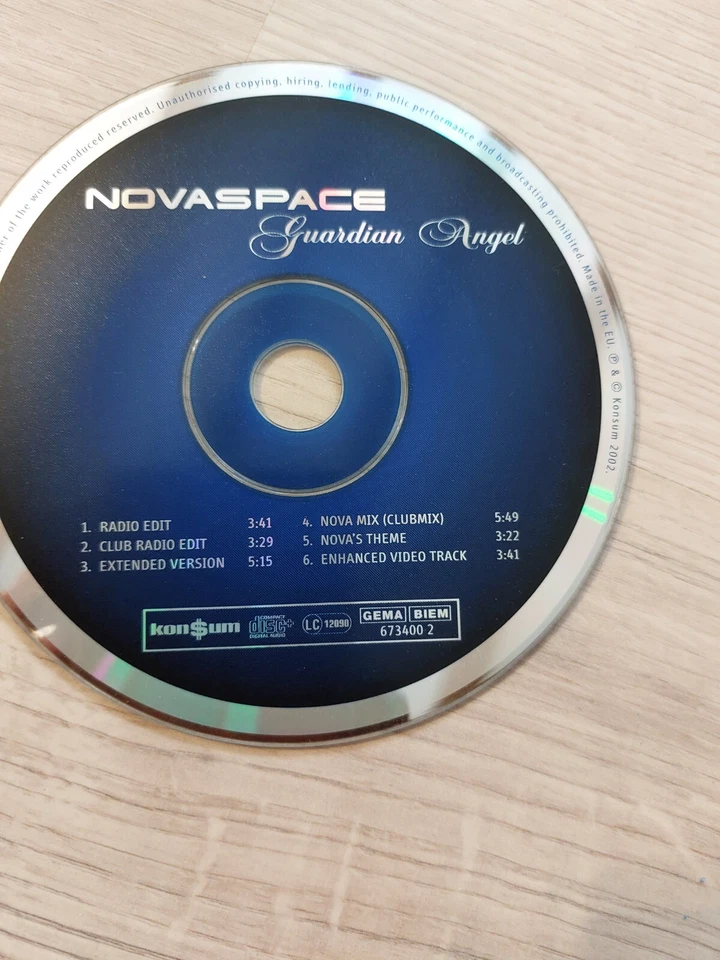 of the work reproduced reserved. Unauthorised copying, hiring, lending, public performance and broadcasting prohibited. Made in the EU. ℗ & © Konsum 2002.
NOVASPACE
Guardian Angel
1. RADIO EDIT 3:41
2. CLUB RADIO EDIT 3:29
3. EXTENDED VERSION 5:15
4. NOVA MIX (CLUBMIX) 5:49
5. NOVA'S THEME 3:22
6. ENHANCED VIDEO TRACK 3:41
kon$um
COMPACT
disc+
DIGITAL AUDIO
LC 12090
GEMA BIEM
673400 2